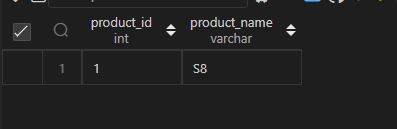 product_id product_name
int varchar
1 1 S8